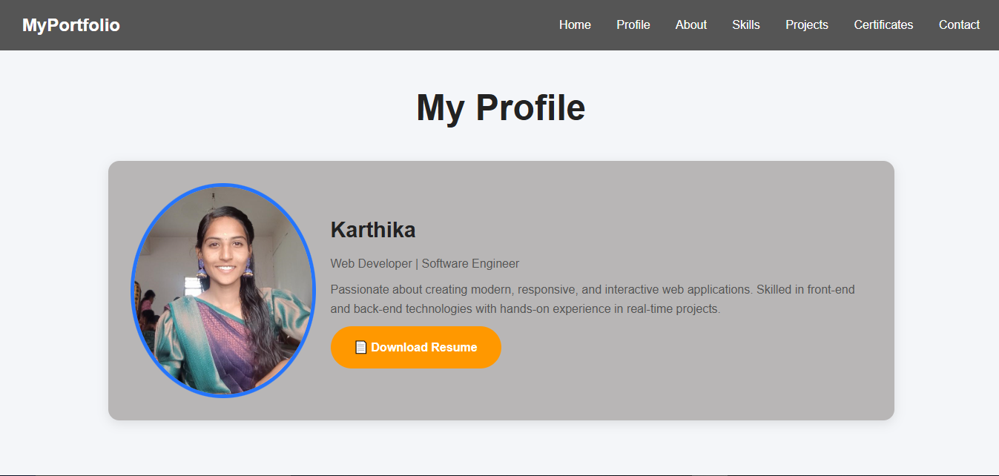 MyPortfolio
Home Profile About Skills Projects Certificates Contact
My Profile
Karthika
Web Developer | Software Engineer
Passionate about creating modern, responsive, and interactive web applications. Skilled in front-end
and back-end technologies with hands-on experience in real-time projects.
📄 Download Resume